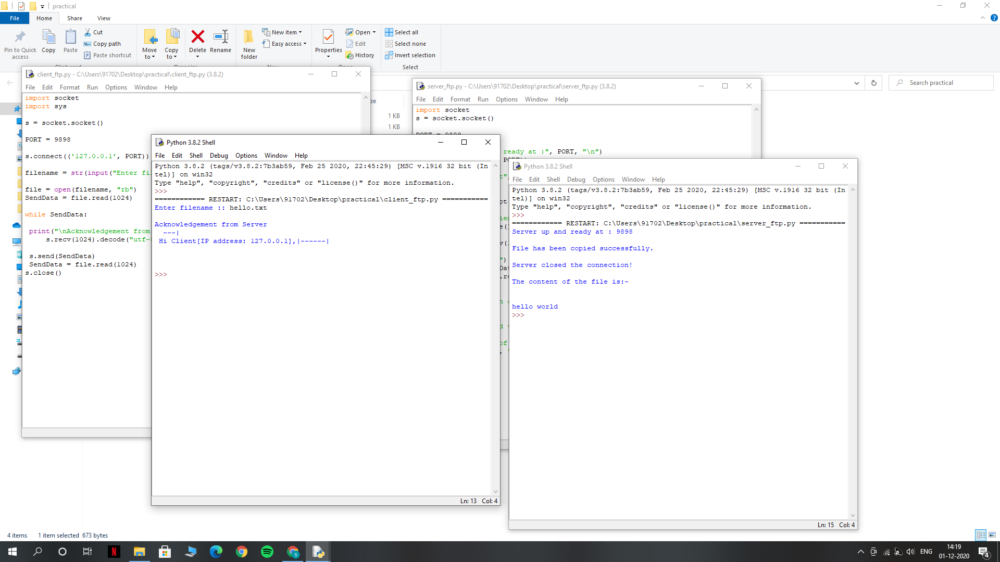 practical
File Home Share View
Pin to Quick access
Copy
Paste
Cut
Copy path
Paste shortcut
Move to
Copy to
Delete
Rename
New folder
New item
Easy access
Properties
Open
Edit
History
Select all
Select none
Invert selection
Select
Search practical
1 KB
1 KB
client_ftp.py - C:\Users\91702\Desktop\practical\client_ftp.py (3.8.2)
File Edit Format Run Options Window Help
import socket
import sys
s = socket.socket()
PORT = 9898
s.connect(('127.0.0.1', PORT))
filename = str(input("Enter fi
file = open(filename, "rb")
SendData = file.read(1024)
while SendData:
print("\nAcknowledgement from
s.recv(1024).decode("utf-
s.send(SendData)
SendData = file.read(1024)
s.close()
server_ftp.py - C:\Users\91702\Desktop\practical\server_ftp.py (3.8.2)
File Edit Format Run Options Window Help
import socket
s = socket.socket()
PORT = 9898
ready at :", PORT, "\n")
Python 3.8.2 Shell
File Edit Shell Debug Options Window Help
Python 3.8.2 (tags/v3.8.2:7b3ab59, Feb 25 2020, 22:45:29) [MSC v.1916 32 bit (In
tel)] on win32
Type "help", "copyright", "credits" or "license()" for more information.
>>>
============ RESTART: C:\Users\91702\Desktop\practical\client_ftp.py ===========
Enter filename :: hello.txt
Acknowledgement from Server
---|
Hi Client[IP address: 127.0.0.1],|------|
>>>
Ln: 13 Col: 4
Python 3.8.2 Shell
File Edit Shell Debug Options Window Help
Python 3.8.2 (tags/v3.8.2:7b3ab59, Feb 25 2020, 22:45:29) [MSC v.1916 32 bit (In
tel)] on win32
Type "help", "copyright", "credits" or "license()" for more information.
>>>
============ RESTART: C:\Users\91702\Desktop\practical\server_ftp.py ===========
Server up and ready at : 9898
File has been copied successfully.
Server closed the connection!
The content of the file is:-
hello world
>>>
Ln: 15 Col: 4
4 items 1 item selected 673 bytes
ENG
14:19
01-12-2020
4